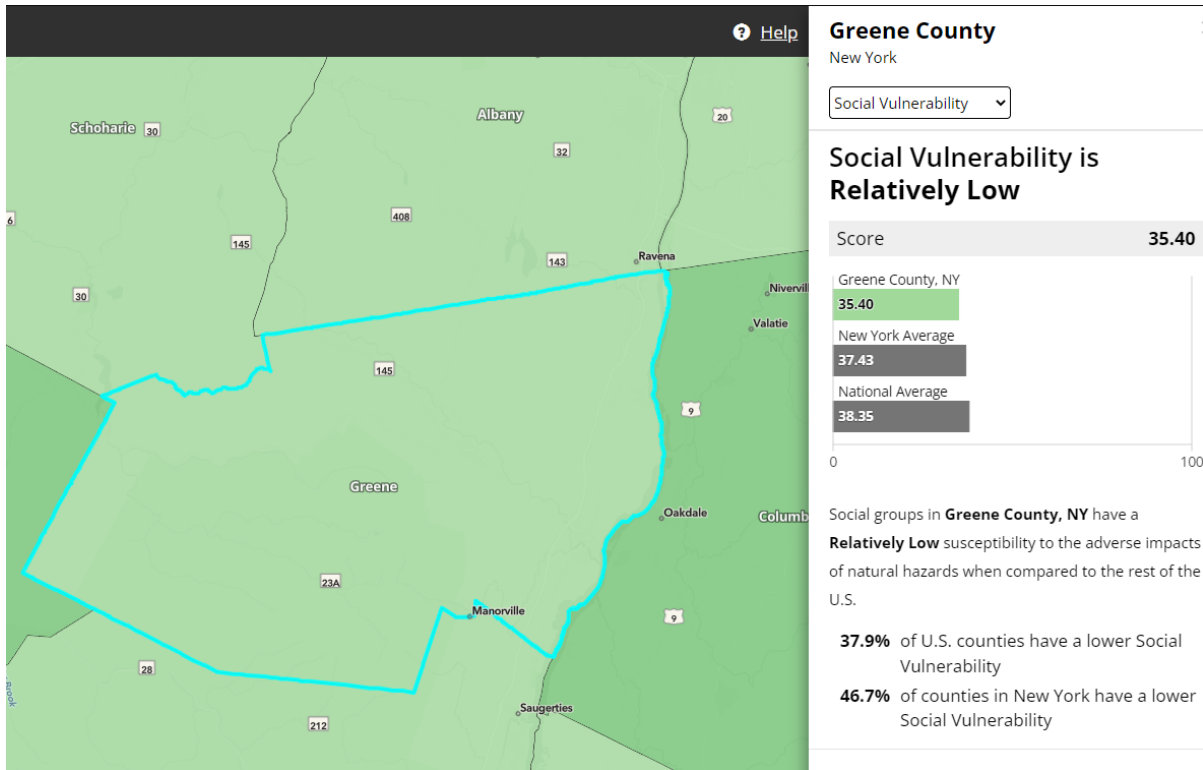 Help
Schoharie
30
Albany
20
32
6
408
145
143
Ravena
30
Valatie
145
9
Greene
Oakdale
23A
Manorville
9
28
Saugerties
212
Greene County
New York
Social Vulnerability
Social Vulnerability is
Relatively Low
Score 35.40
Greene County, NY
35.40
New York Average
37.43
National Average
38.35
0 100
Social groups in Greene County, NY have a
Relatively Low susceptibility to the adverse impacts
of natural hazards when compared to the rest of the
U.S.
37.9% of U.S. counties have a lower Social
Vulnerability
46.7% of counties in New York have a lower
Social Vulnerability